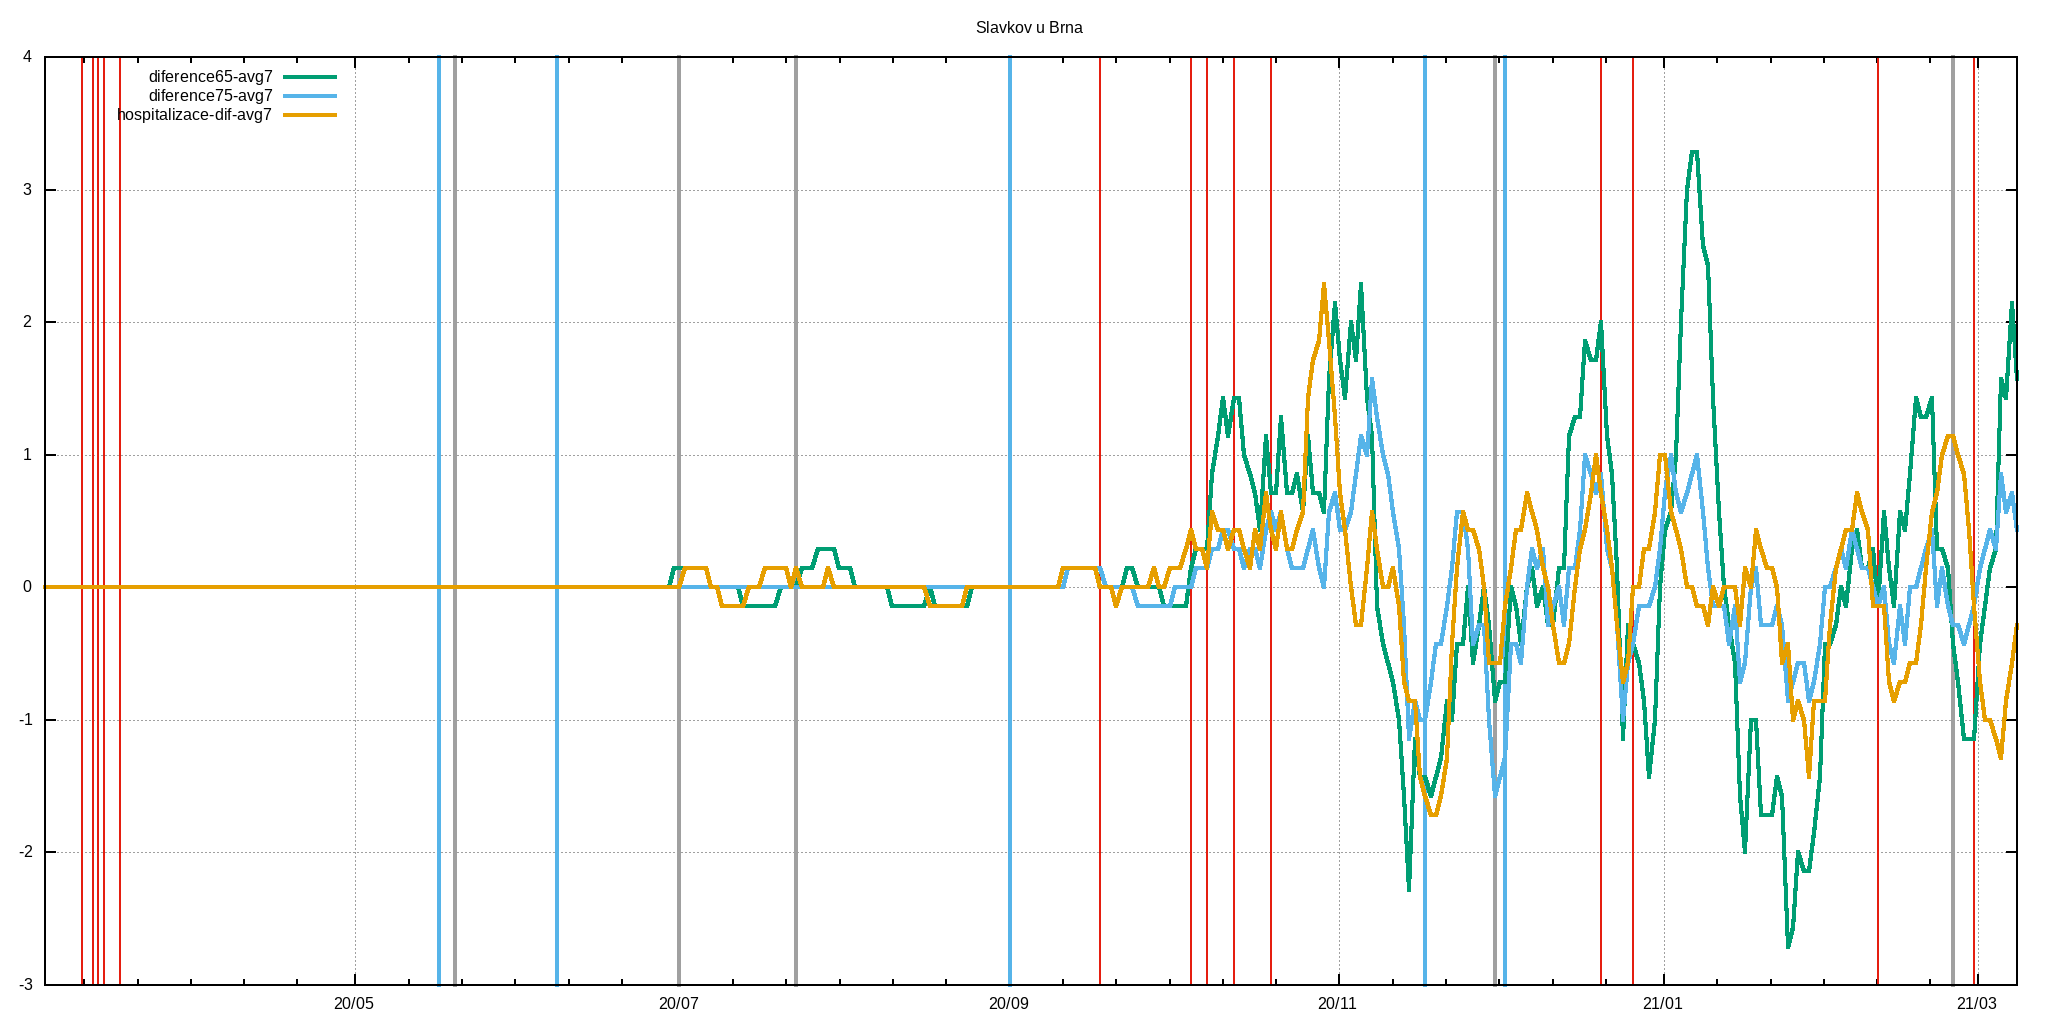 Slavkov u Brna
diference65-avg7
diference75-avg7
hospitalizace-dif-avg7
4
3
2
1
0
-1
-2
-3
20/05 20/07 20/09 20/11 21/01 21/03